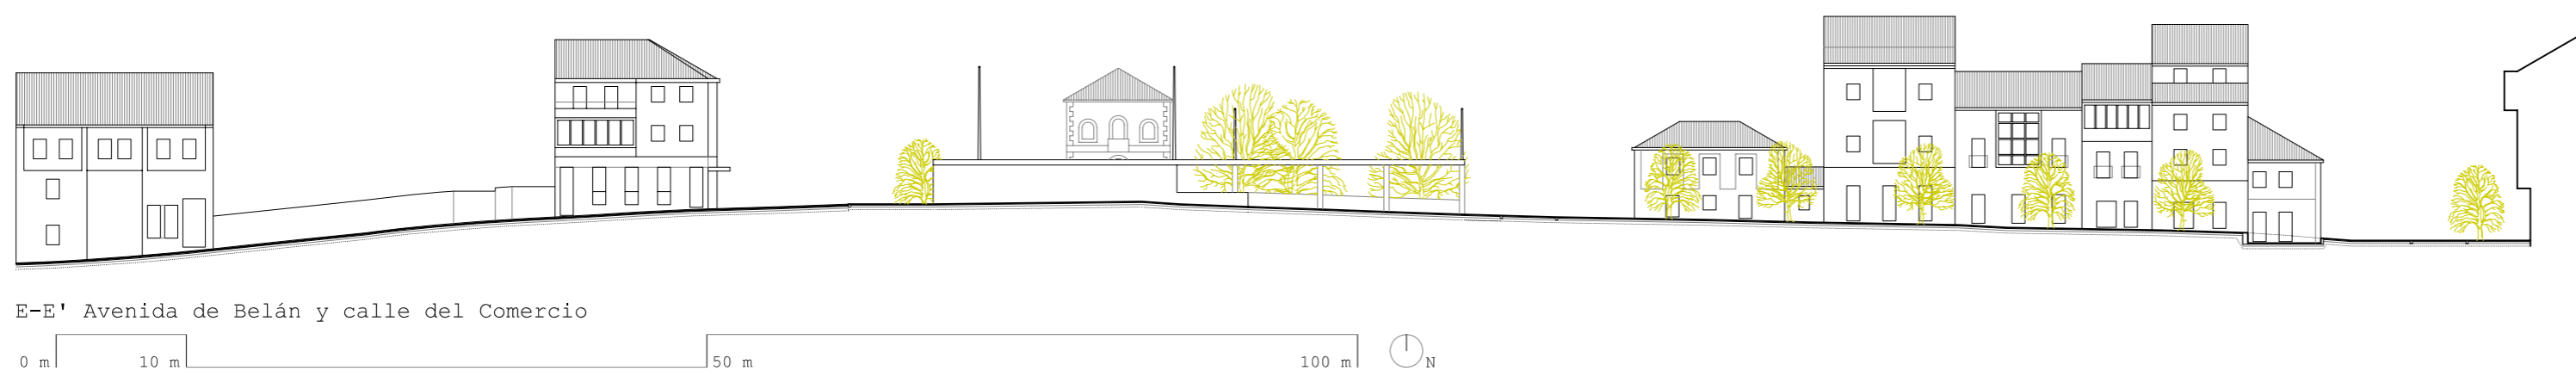 E-E' Avenida de Belán y calle del Comercio
0 m 10 m 50 m 100 m N